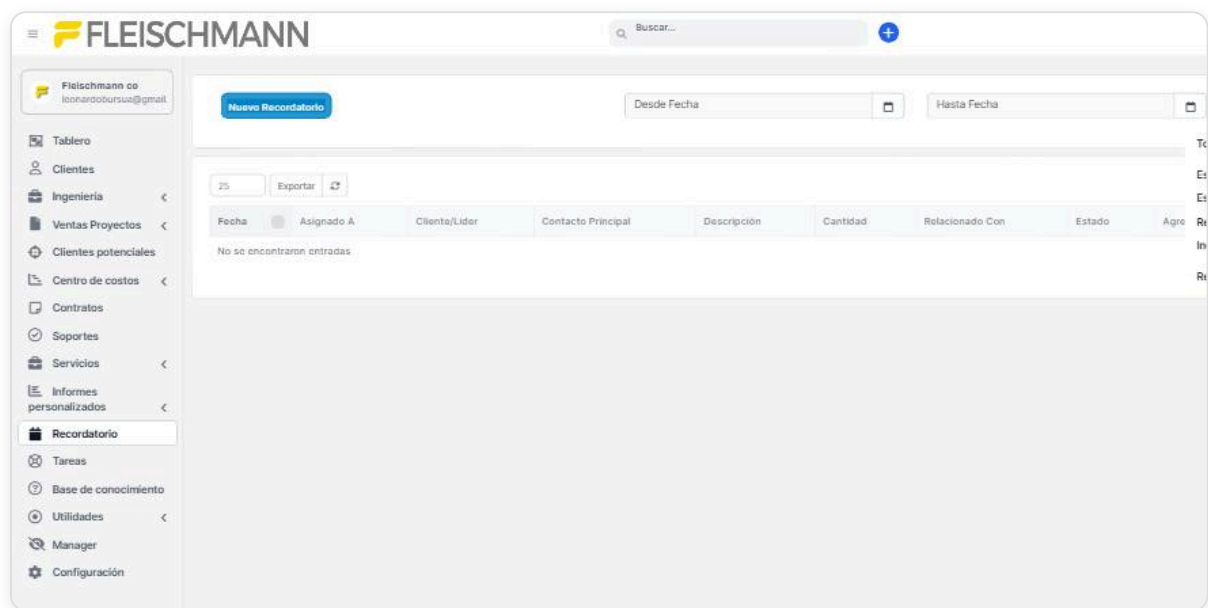 FLEISCHMANN
Buscar...
Fleischmann co
leonardobursua@gmail
Nuevo Recordatorio
Desde Fecha
Hasta Fecha
Tablero
Clientes
Ingeniería
Ventas Proyectos
Clientes potenciales
Centro de costos
Contratos
Soportes
Servicios
Informes
personalizados
Recordatorio
Tareas
Base de conocimiento
Utilidades
Manager
Configuración
25 Exportar
Fecha Asignado A Cliente/Líder Contacto Principal Descripción Cantidad Relacionado Con Estado Agre
No se encontraron entradas